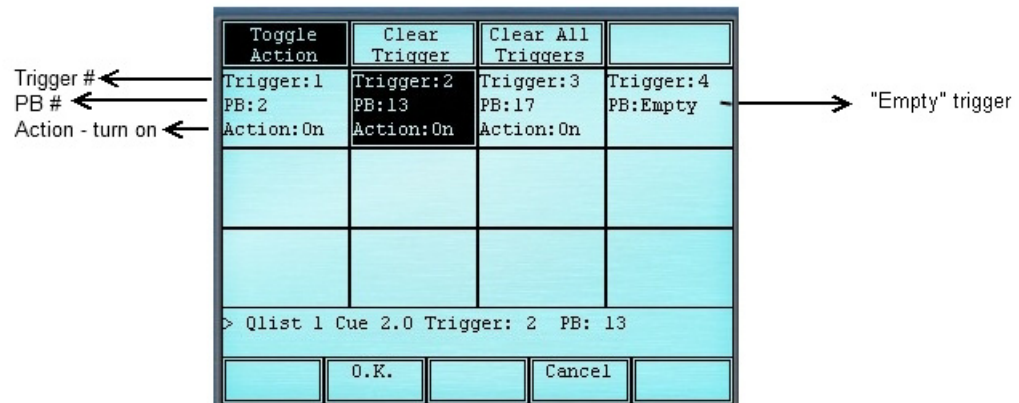 Toggle Action
Clear Trigger
Clear All Triggers
Trigger #
PB #
Action - turn on
Trigger:1
PB:2
Action:On
Trigger:2
PB:13
Action:On
Trigger:3
PB:17
Action:On
Trigger:4
PB:Empty
"Empty" trigger
> Qlist 1 Cue 2.0 Trigger: 2 PB: 13
O.K.
Cancel